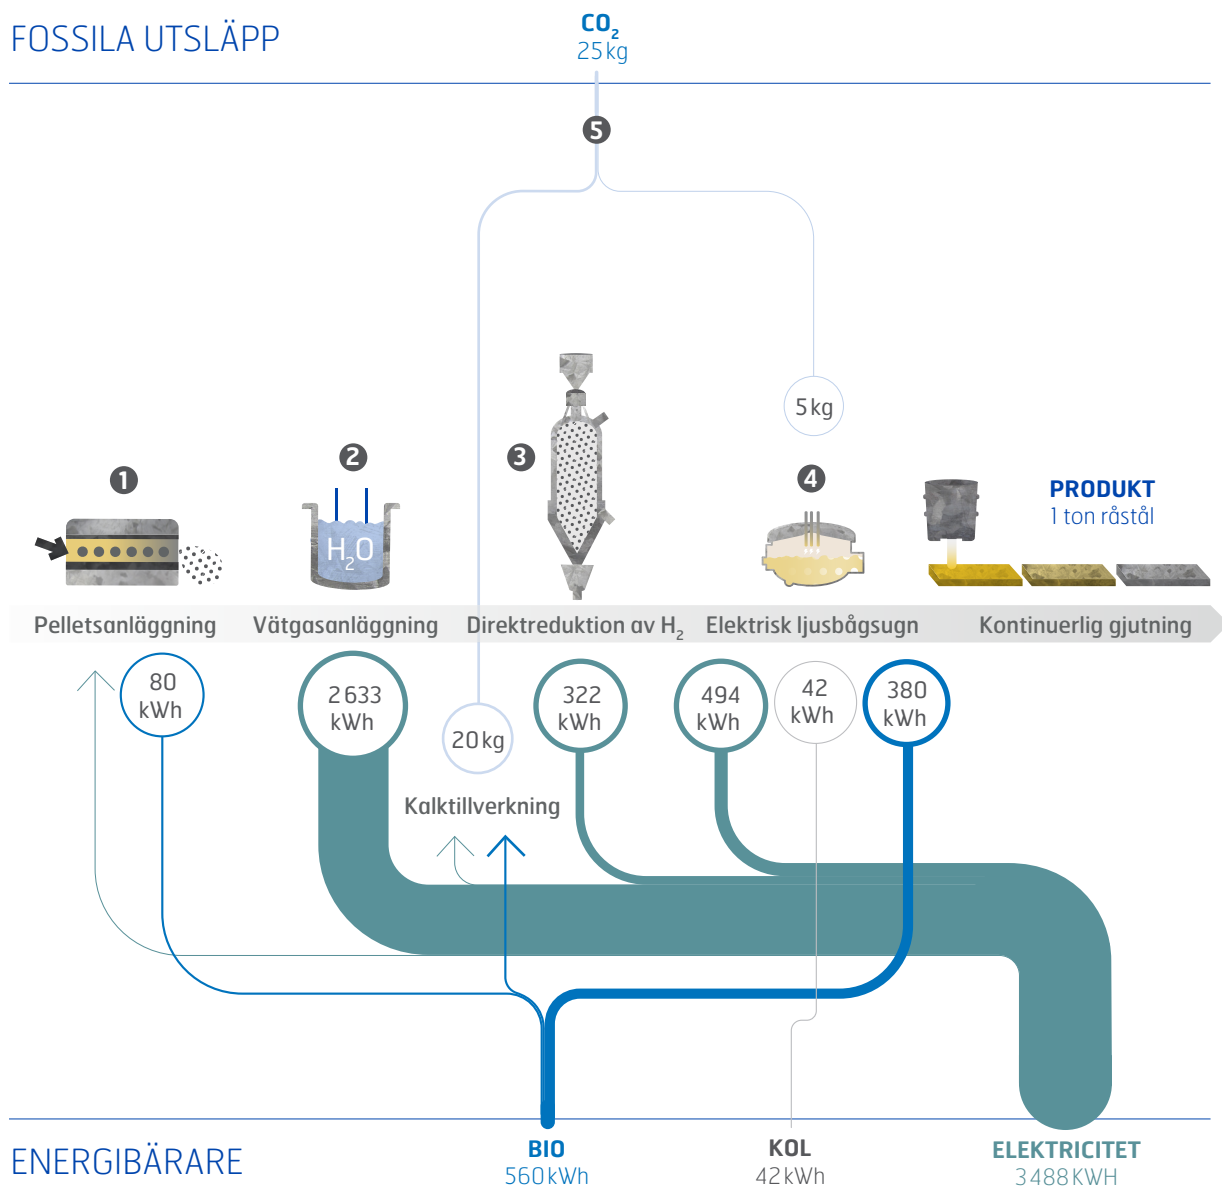 FOSSILA UTSLÄPP
CO₂
25 kg
5
5 kg
1
2
3
4
H₂O
PRODUKT
1 ton råstål
Pelletsanläggning
Vätgasanläggning
Direktreduktion av H₂
Elektrisk ljusbågsugn
Kontinuerlig gjutning
80
kWh
2 633
kWh
20 kg
322
kWh
494
kWh
42
kWh
380
kWh
Kalktillverkning
ENERGIBÄRARE
BIO
560 kWh
KOL
42 kWh
ELEKTRICITET
3 488 KWH